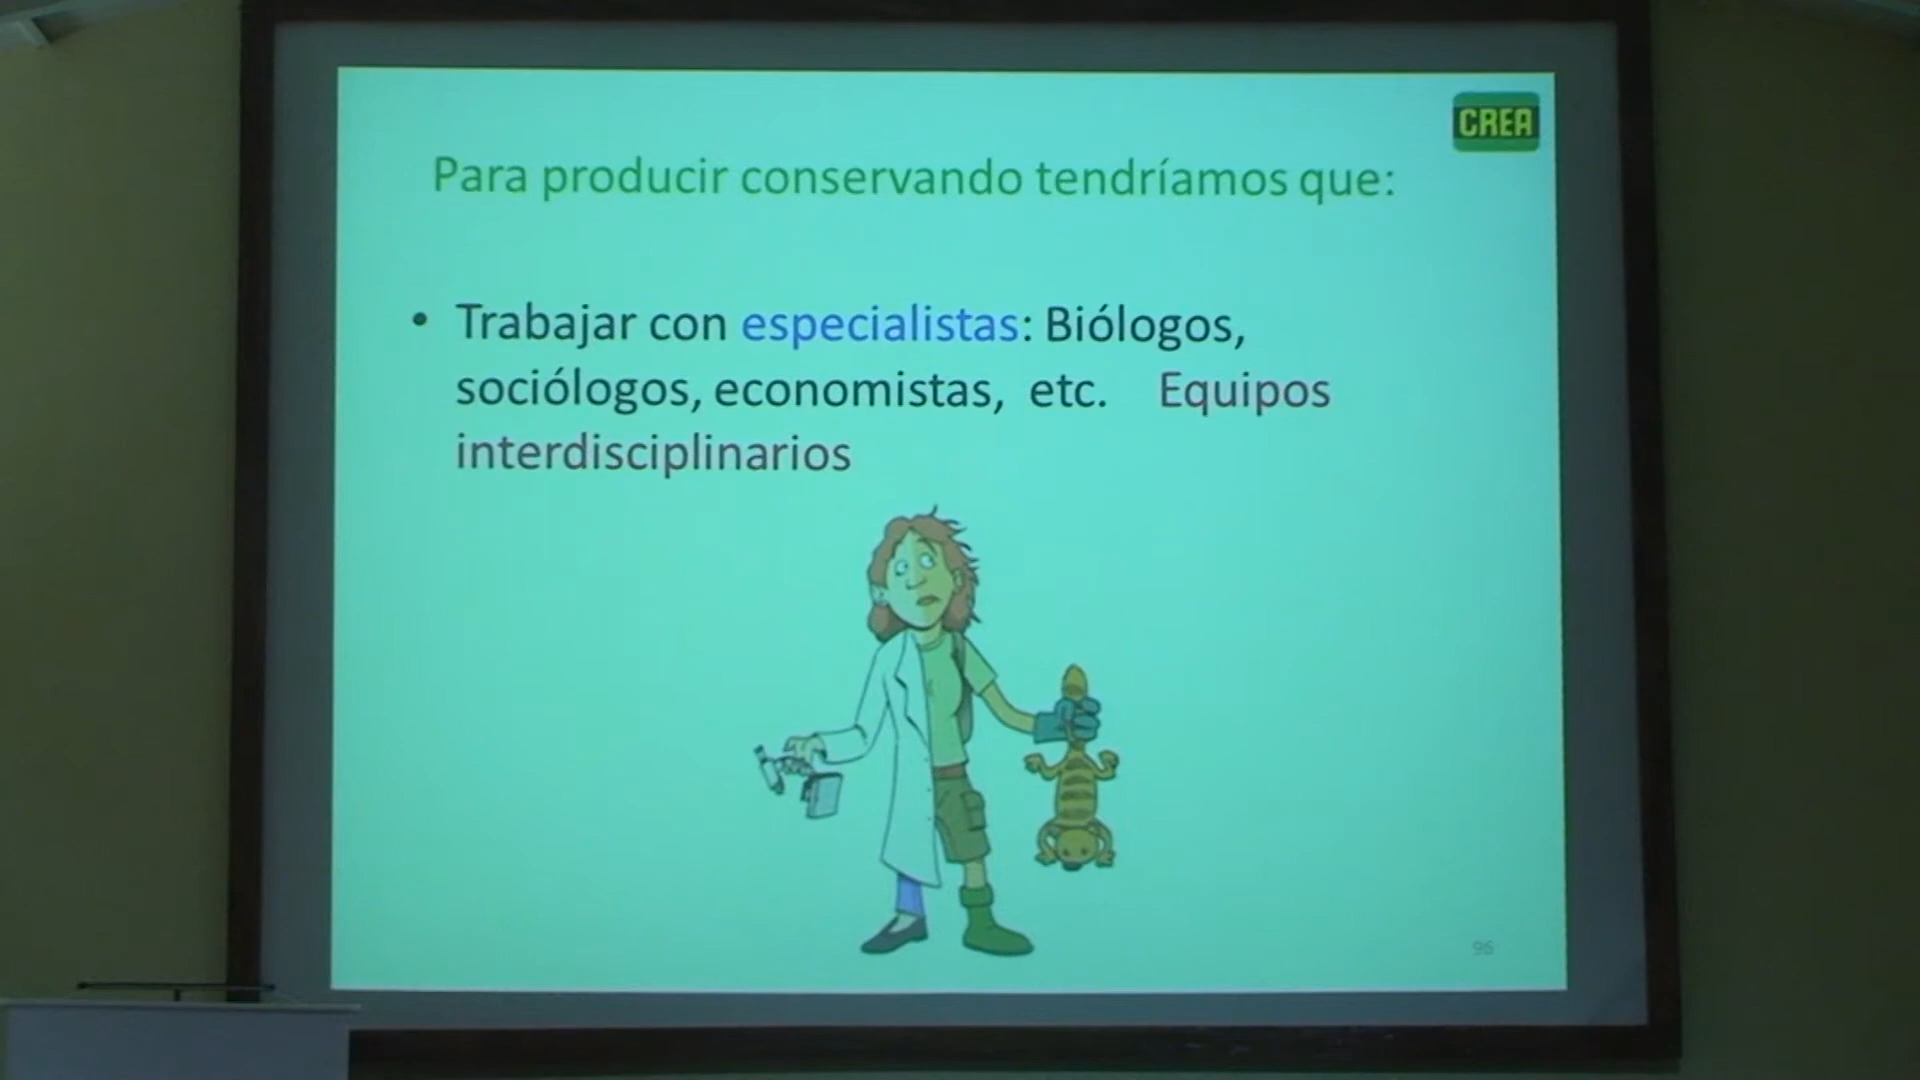 CREA
Para producir conservando tendríamos que:
• Trabajar con especialistas: Biólogos,
sociólogos, economistas, etc. Equipos
interdisciplinarios
96